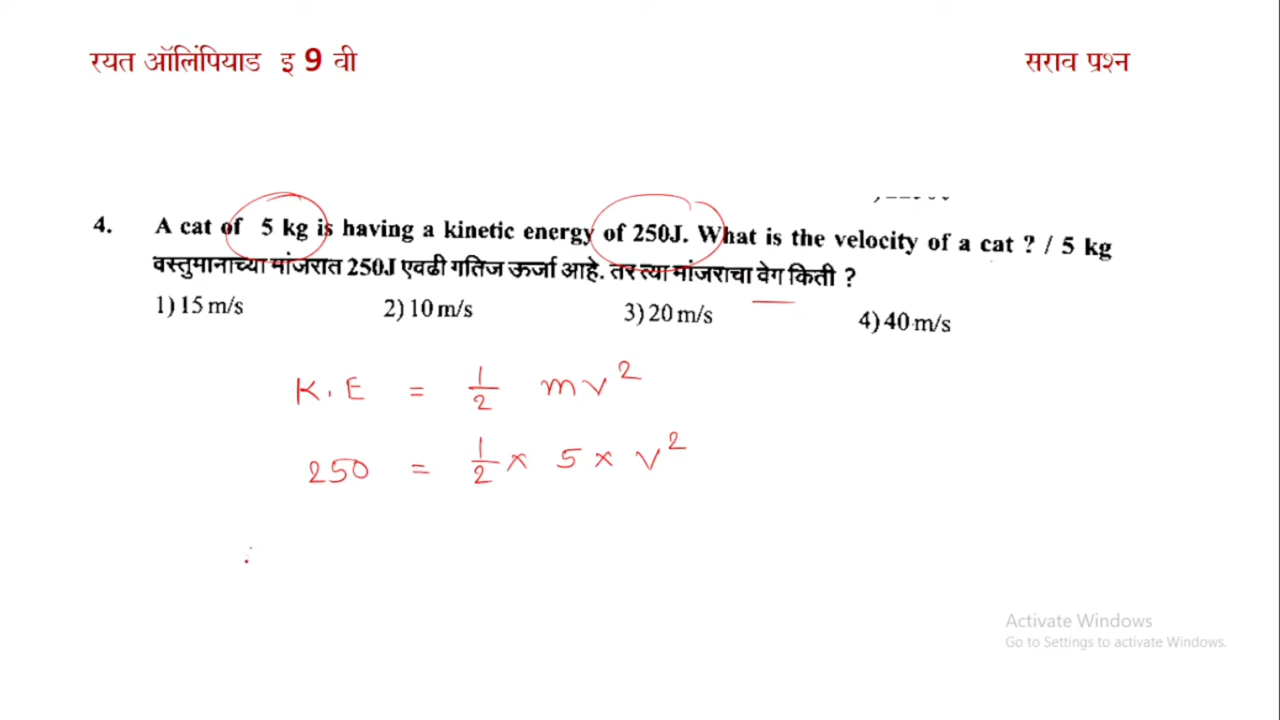 रयत ऑलिंपियाड इ 9 वी सराव प्रश्न
4. A cat of 5 kg is having a kinetic energy of 250J. What is the velocity of a cat ? / 5 kg
वस्तुमानाच्या मांजरात 250J एवढी गतिज ऊर्जा आहे. तर त्या मांजराचा वेग किती ?
1) 15 m/s 2) 10 m/s 3) 20 m/s 4) 40 m/s
K.E = 1/2 mv²
250 = 1/2 × 5 × v²
Activate Windows
Go to Settings to activate Windows.